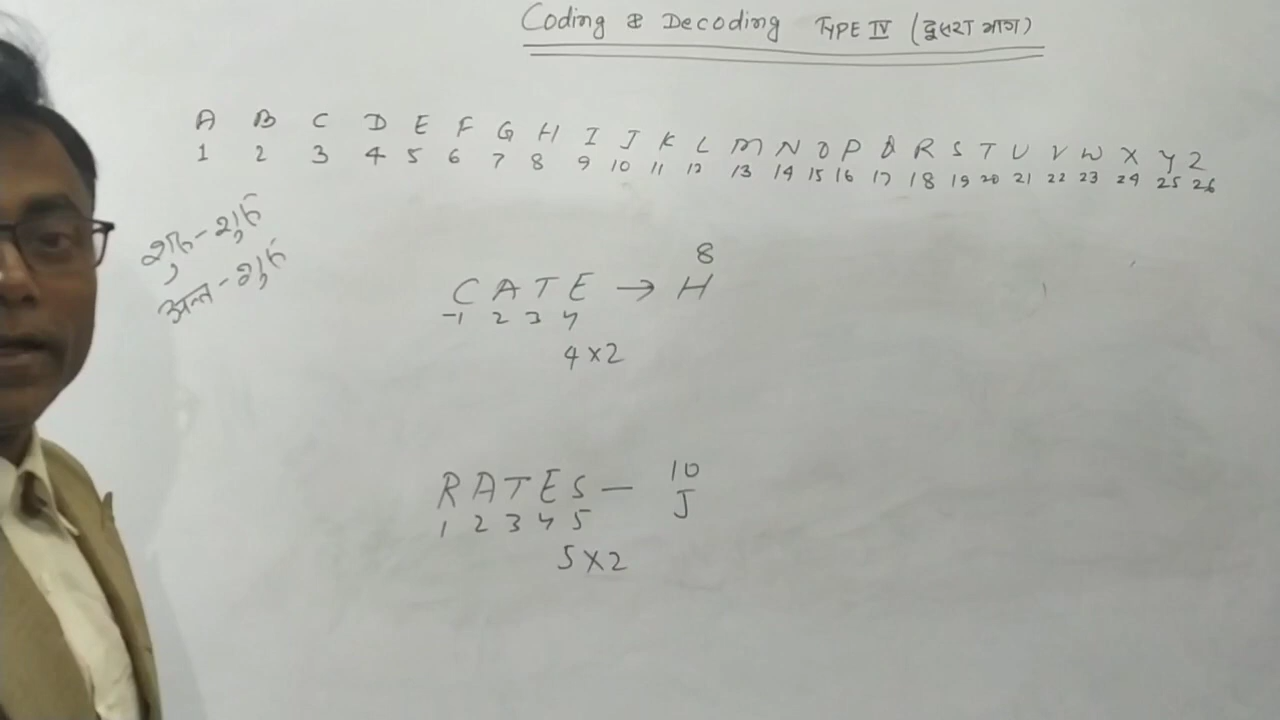 Coding & Decoding TYPE IV (दूसरा भाग)
A B C D E F G H I J K L M N O P Q R S T U V W X Y Z
1 2 3 4 5 6 7 8 9 10 11 12 13 14 15 16 17 18 19 20 21 22 23 24 25 26
8
CATE → H
1 2 3 4
4 x 2
10
RATES — J
1 2 3 4 5
5 x 2